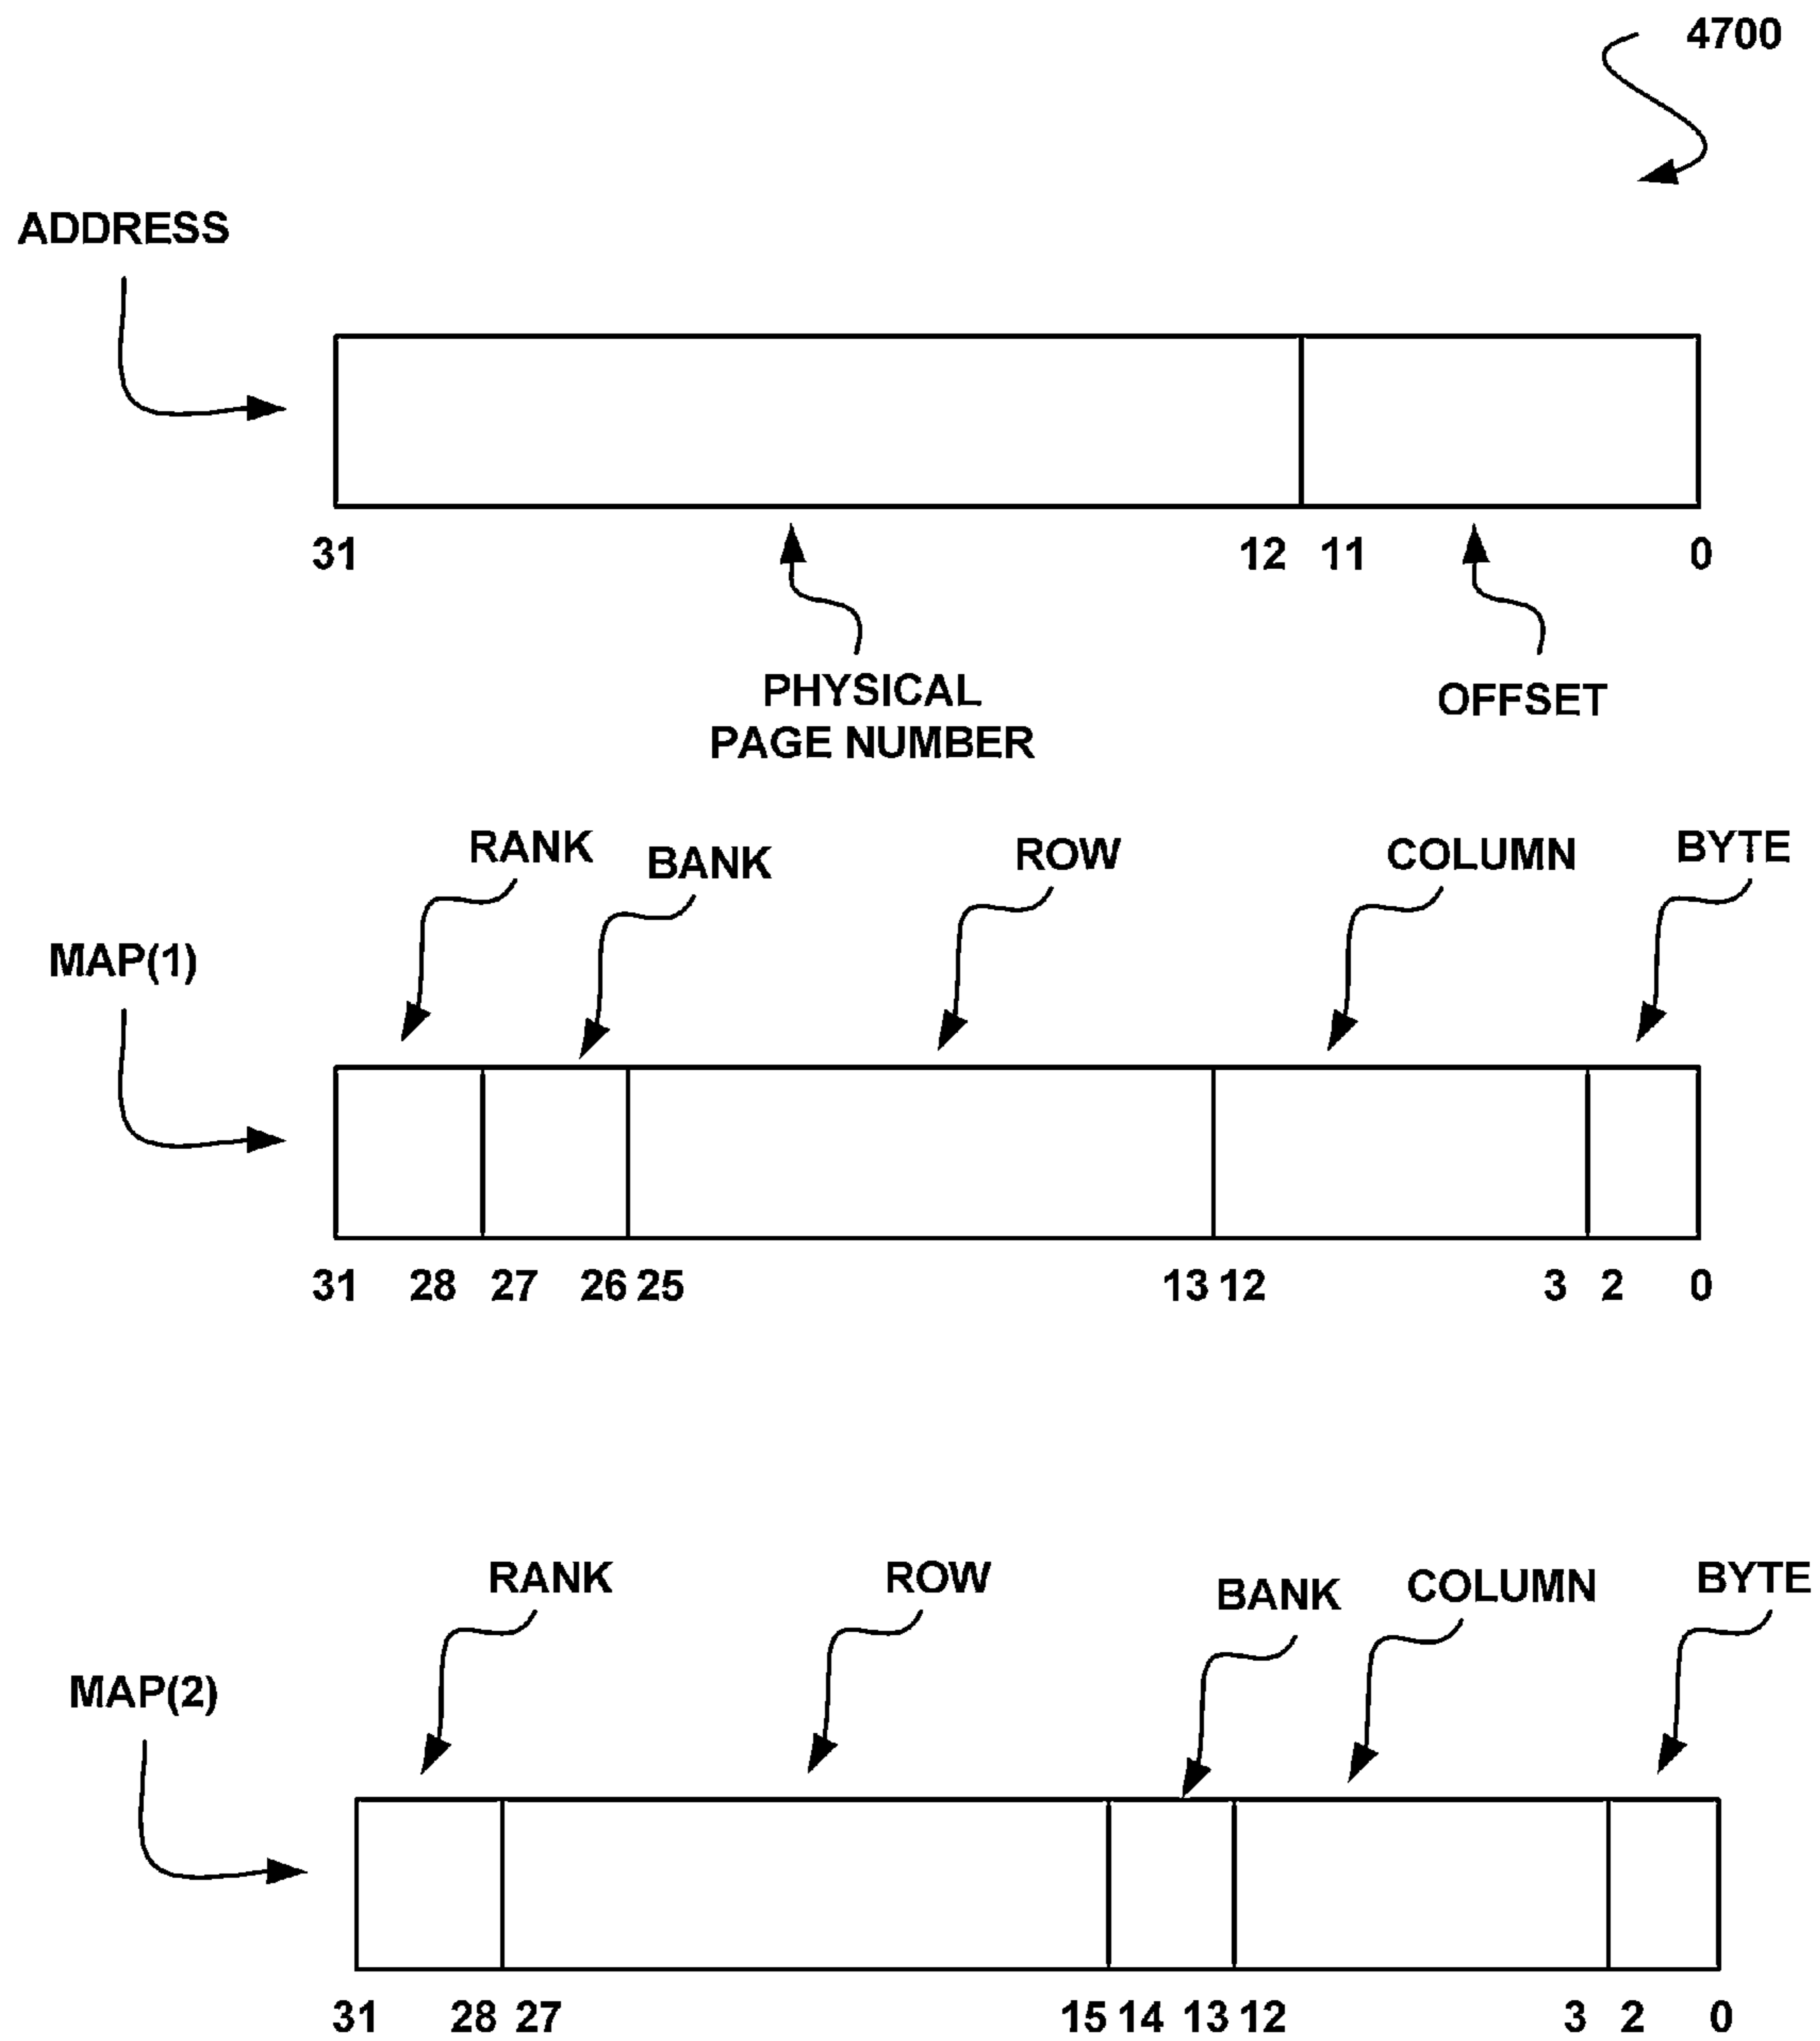 4700
ADDRESS
31 12 11 0
PHYSICAL
PAGE NUMBER
OFFSET
RANK BANK ROW COLUMN BYTE
MAP(1)
31 28 27 26 25 13 12 3 2 0
RANK ROW BANK COLUMN BYTE
MAP(2)
31 28 27 15 14 13 12 3 2 0